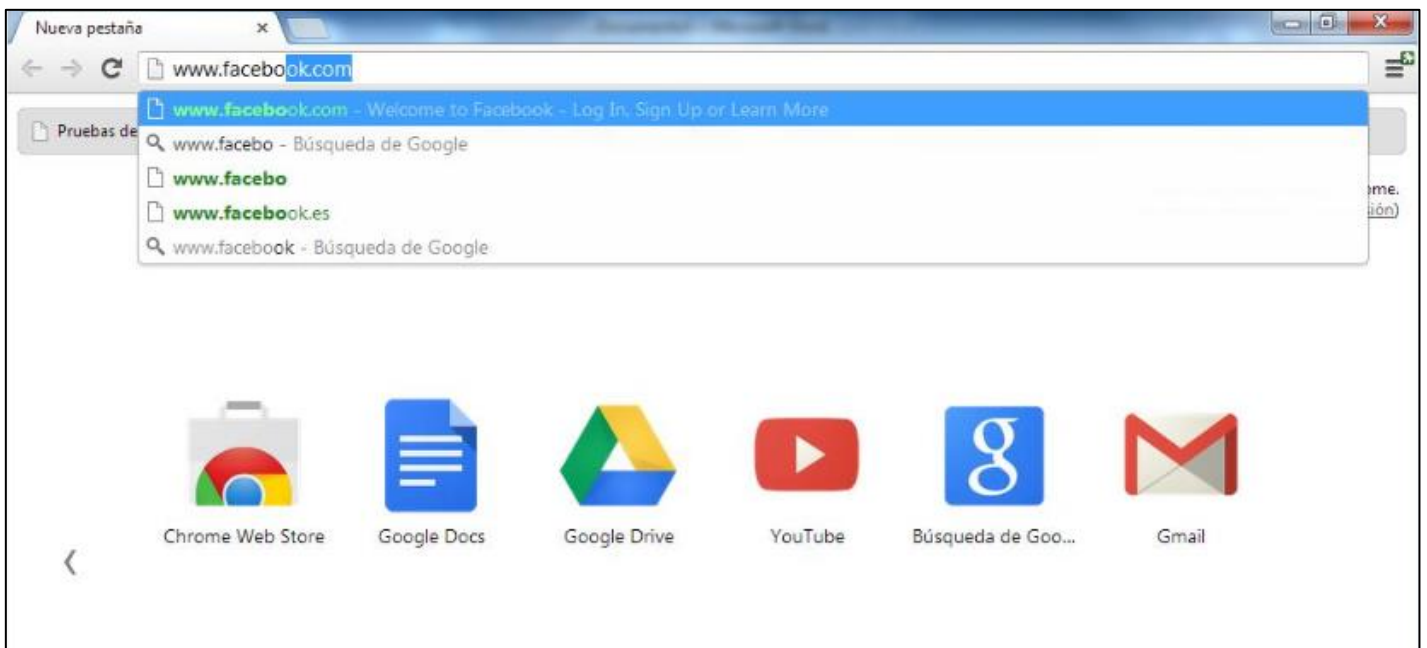 Nueva pestaña
www.facebook.com
www.facebook.com - Welcome to Facebook - Log In, Sign Up or Learn More
Pruebas de
www.facebo - Búsqueda de Google
www.facebo
ome.
www.facebook.es
ión)
www.facebook - Búsqueda de Google
Chrome Web Store
Google Docs
Google Drive
YouTube
Búsqueda de Goo...
Gmail